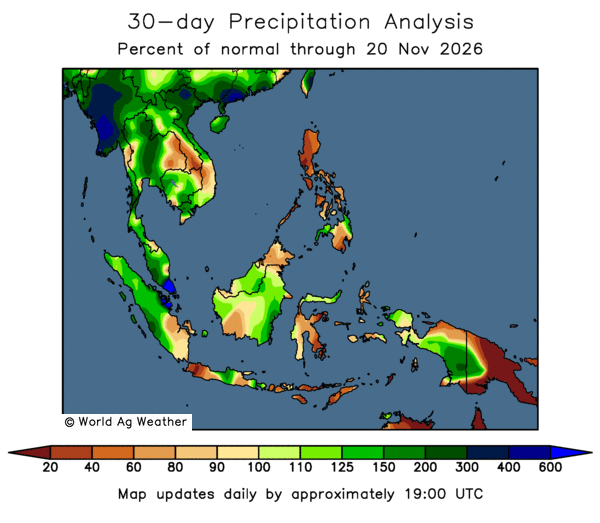 30-day Precipitation Analysis
Percent of normal through 20 Nov 2026
© World Ag Weather
20 40 60 80 90 100 110 125 150 200 300 400 600
Map updates daily by approximately 19:00 UTC